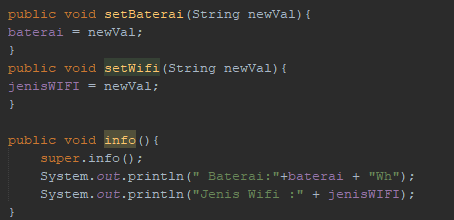 public void setBaterai(String newVal){
baterai = newVal;
}
public void setWifi(String newVal){
jenisWIFI = newVal;
}
public void info(){
super.info();
System.out.println(" Baterai:"+baterai + "Wh");
System.out.println("Jenis Wifi :" + jenisWIFI);
}